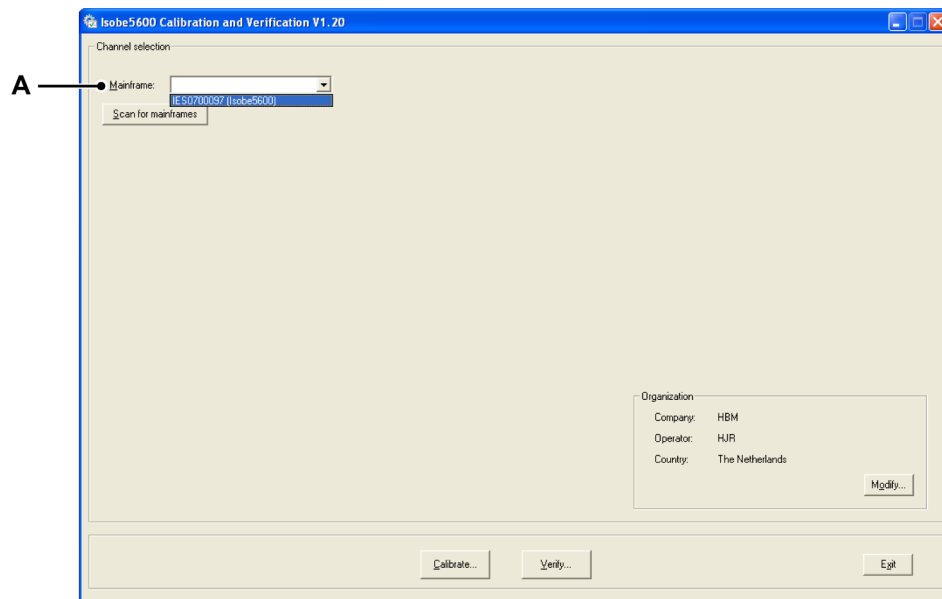 Isobe5600 Calibration and Verification V1.20
Channel selection
A
Mainframe:
IES0700097 (Isobe5600)
Scan for mainframes
Organization
Company: HBM
Operator: HJR
Country: The Netherlands
Modify...
Calibrate... Verify... Exit